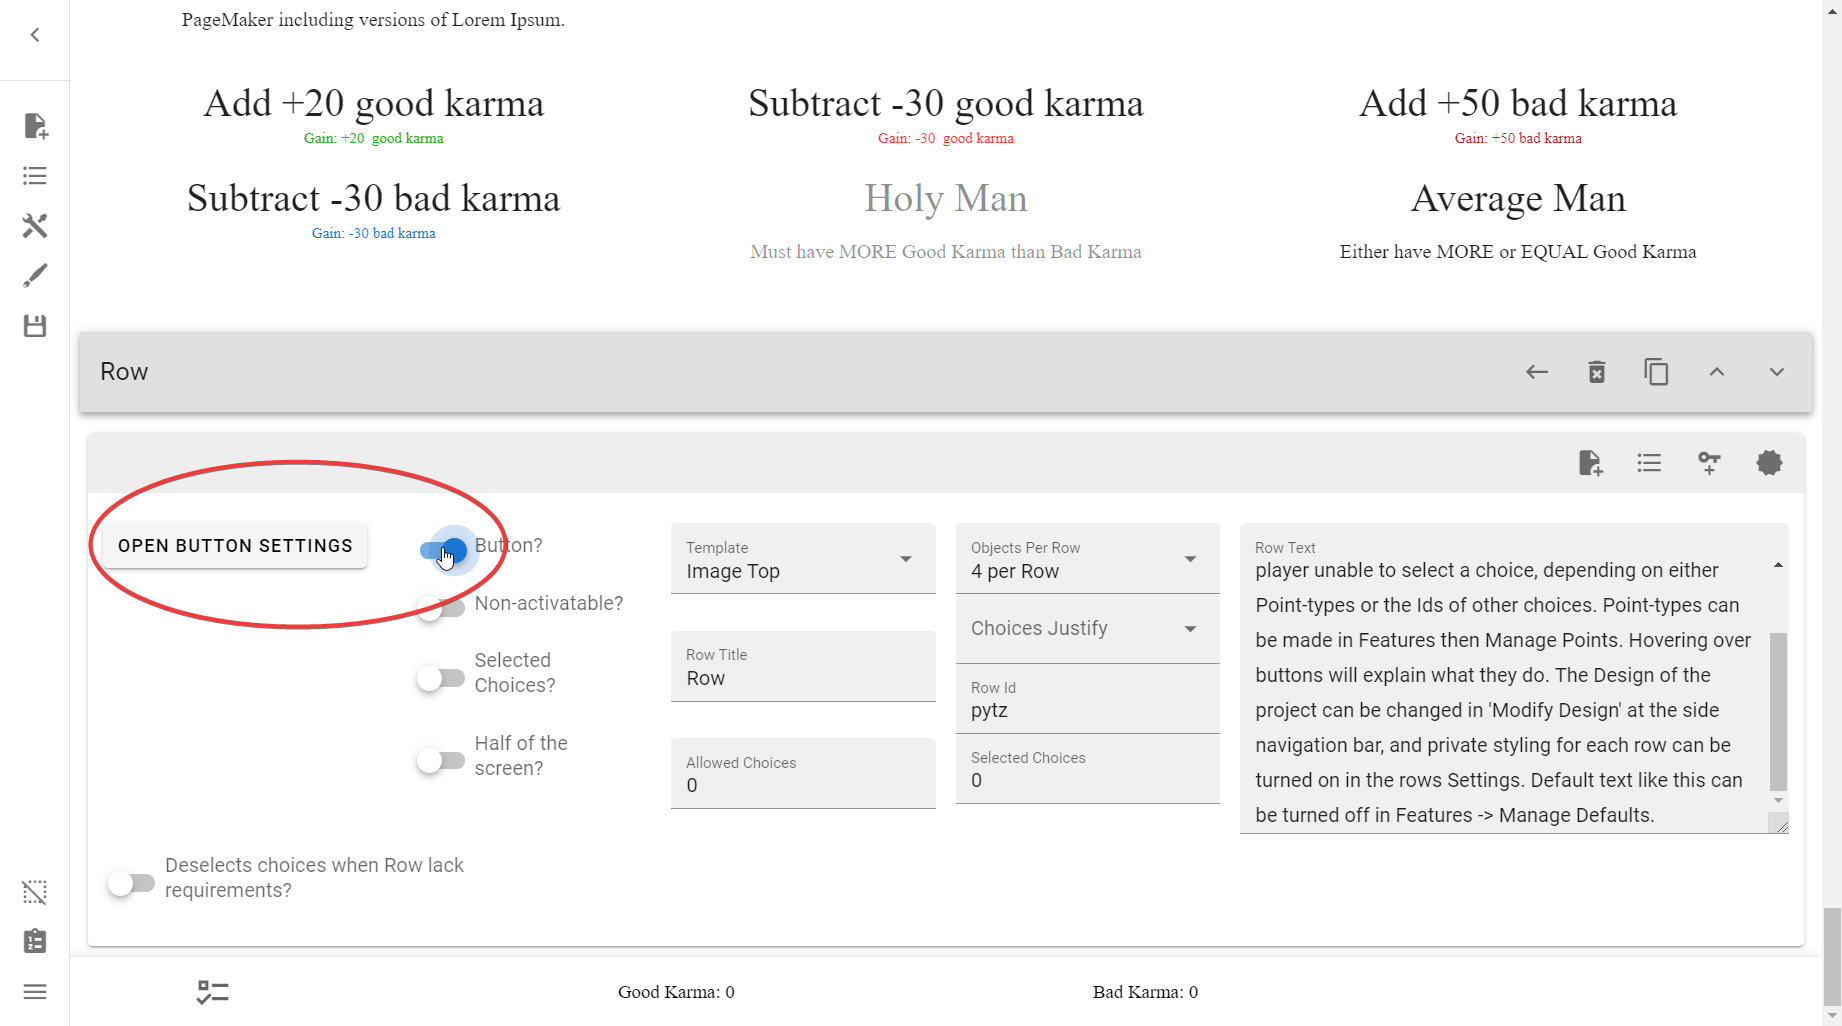 PageMaker including versions of Lorem Ipsum.
Add +20 good karma
Gain: +20 good karma
Subtract -30 good karma
Gain: -30 good karma
Add +50 bad karma
Gain: +50 bad karma
Subtract -30 bad karma
Gain: -30 bad karma
Holy Man
Must have MORE Good Karma than Bad Karma
Average Man
Either have MORE or EQUAL Good Karma
Row
OPEN BUTTON SETTINGS
Button?
Non-activatable?
Selected
Choices?
Half of the
screen?
Deselects choices when Row lack
requirements?
Template
Image Top
Row Title
Row
Allowed Choices
0
Objects Per Row
4 per Row
Choices Justify
Row Id
pytz
Selected Choices
0
Row Text
player unable to select a choice, depending on either
Point-types or the Ids of other choices. Point-types can
be made in Features then Manage Points. Hovering over
buttons will explain what they do. The Design of the
project can be changed in 'Modify Design' at the side
navigation bar, and private styling for each row can be
turned on in the rows Settings. Default text like this can
be turned off in Features -> Manage Defaults.
Good Karma: 0
Bad Karma: 0